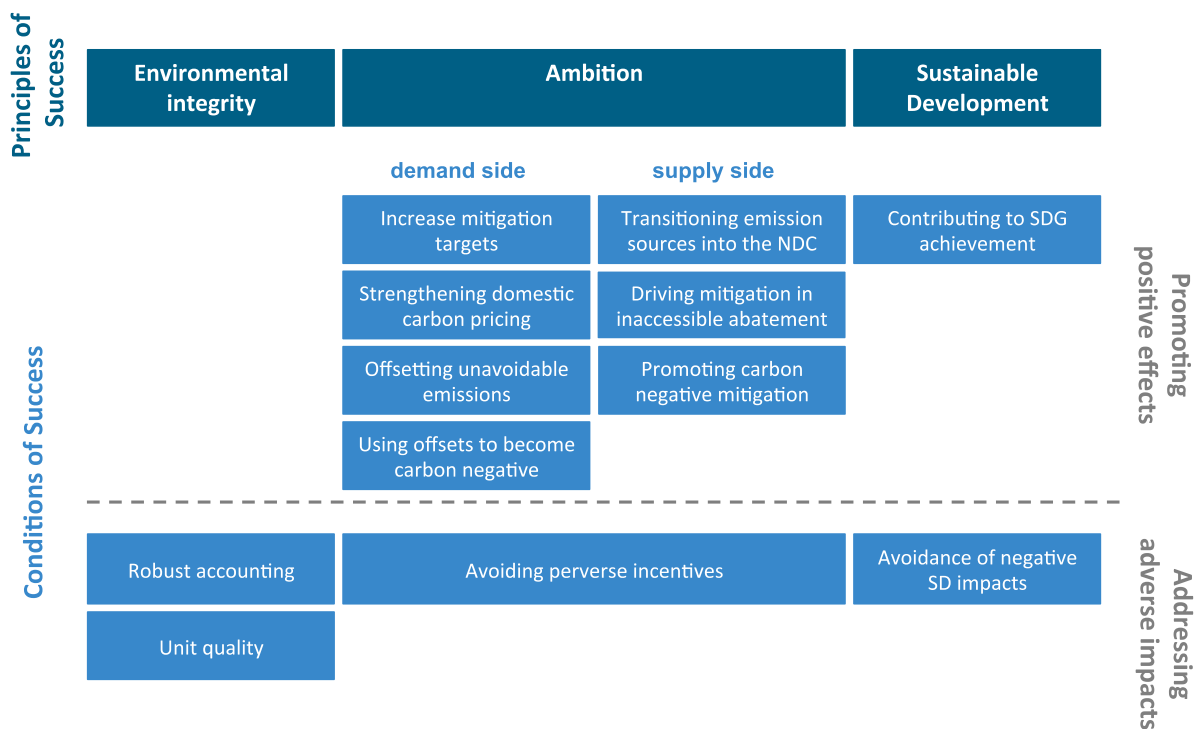 Principles of
Success
Environmental
integrity
Ambition
Sustainable
Development
demand side
supply side
Increase mitigation
targets
Transitioning emission
sources into the NDC
Contributing to SDG
achievement
Strengthening domestic
carbon pricing
Driving mitigation in
inaccessible abatement
Offsetting unavoidable
emissions
Promoting carbon
negative mitigation
Using offsets to become
carbon negative
Promoting
positive effects
Conditions of Success
Robust accounting
Avoiding perverse incentives
Avoidance of negative
SD impacts
Unit quality
Addressing
adverse impacts